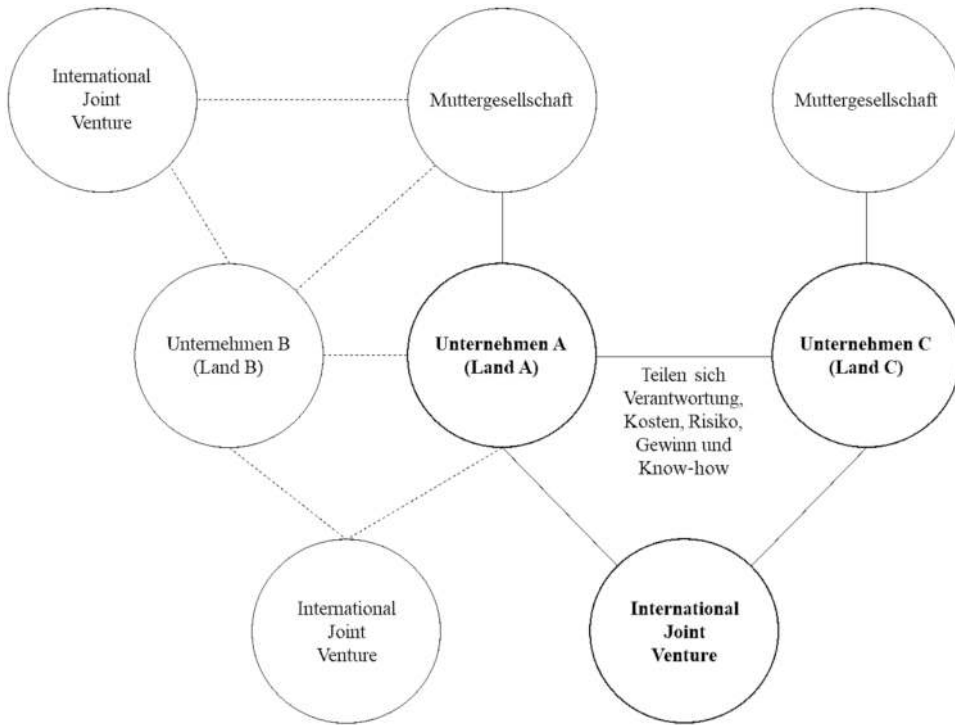 International
Joint
Venture
Muttergesellschaft
Muttergesellschaft
Unternehmen B
(Land B)
Unternehmen A
(Land A)
Unternehmen C
(Land C)
Teilen sich
Verantwortung,
Kosten, Risiko,
Gewinn und
Know-how
International
Joint
Venture
International
Joint
Venture